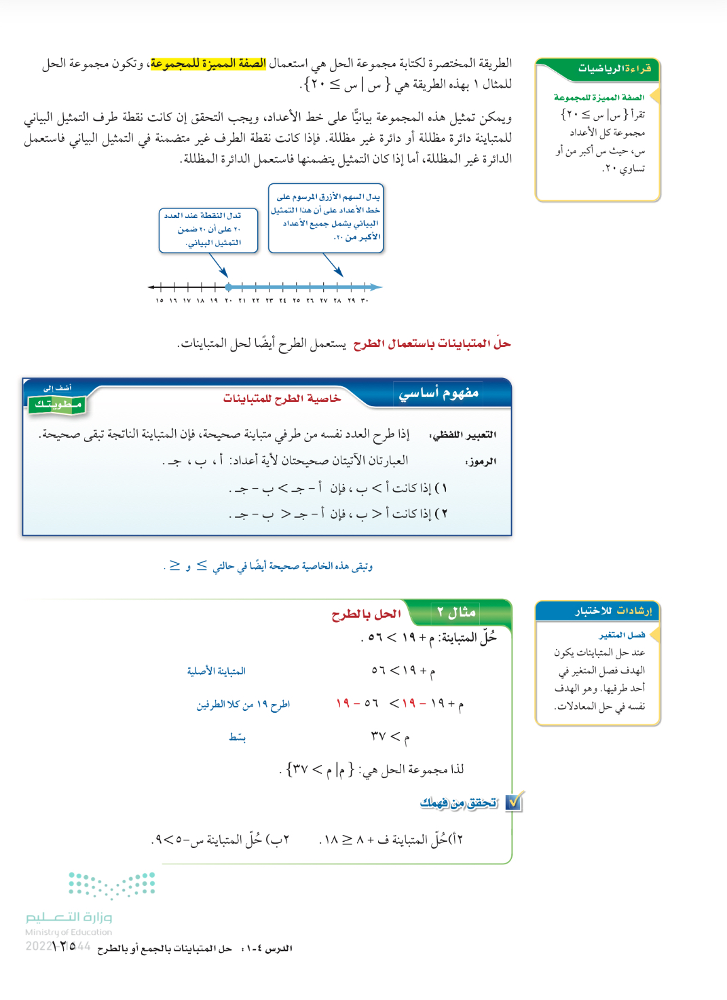 الطريقة المختصرة لكتابة مجموعة الحل هي استعمال الصفة المميزة للمجموعة، وتكون مجموعة الحل
للمثال ١ بهذه الطريقة هي { س | س ≥ ٢٠}.
ويمكن تمثيل هذه المجموعة بيانيًّا على خط الأعداد، ويجب التحقق إن كانت نقطة طرف التمثيل البياني
للمتباينة دائرة مظللة أو دائرة غير مظللة. فإذا كانت نقطة الطرف غير متضمنة في التمثيل البياني فاستعمل
الدائرة غير المظللة، أما إذا كان التمثيل يتضمنها فاستعمل الدائرة المظللة.
قراءة الرياضيات
الصفة المميزة للمجموعة
تقرأ { س| س ≥ ٢٠}
مجموعة كل الأعداد
س، حيث س أكبر من أو
تساوي ٢٠.
يدل السهم الأزرق المرسوم على
خط الأعداد على أن هذا التمثيل
البياني يشمل جميع الأعداد
الأكبر من ٢٠.
تدل النقطة عند العدد
٢٠ على أن ٢٠ ضمن
التمثيل البياني.
١٥ ١٦ ١٧ ١٨ ١٩ ٢٠ ٢١ ٢٢ ٢٣ ٢٤ ٢٥ ٢٦ ٢٧ ٢٨ ٢٩ ٣٠
حلّ المتباينات باستعمال الطرح يستعمل الطرح أيضًا لحل المتباينات.
مفهوم أساسي
خاصية الطرح للمتباينات
أضف إلى
مـطويتـك
التعبير اللفظي: إذا طرح العدد نفسه من طرفي متباينة صحيحة، فإن المتباينة الناتجة تبقى صحيحة.
الرموز: العبارتان الآتيتان صحيحتان لأية أعداد: أ ، ب ، جـ .
١) إذا كانت أ > ب ، فإن أ – جـ > ب – جـ .
٢) إذا كانت أ < ب ، فإن أ – جـ < ب – جـ .
وتبقى هذه الخاصية صحيحة أيضًا في حالتي ≥ و ≤ .
مثال ٢
الحل بالطرح
حُلّ المتباينة: م + ١٩ > ٥٦ .
م + ١٩ > ٥٦ المتباينة الأصلية
م + ١٩ – ١٩ > ٥٦ – ١٩ اطرح ١٩ من كلا الطرفين
م > ٣٧ بسّط
لذا مجموعة الحل هي: { م| م > ٣٧} .
تحقق من فهمك
٢أ)حُلّ المتباينة ف + ٨ ≤ ١٨. ٢ب) حُلّ المتباينة س–٥>٩.
إرشادات للاختبار
فصل المتغير
عند حل المتباينات يكون
الهدف فصل المتغير في
أحد طرفيها. وهو الهدف
نفسه في حل المعادلات.
وزارة التعليم
Ministry of Education
2022 - 1444
الدرس ٤-١: حل المتباينات بالجمع أو بالطرح ١٢٥